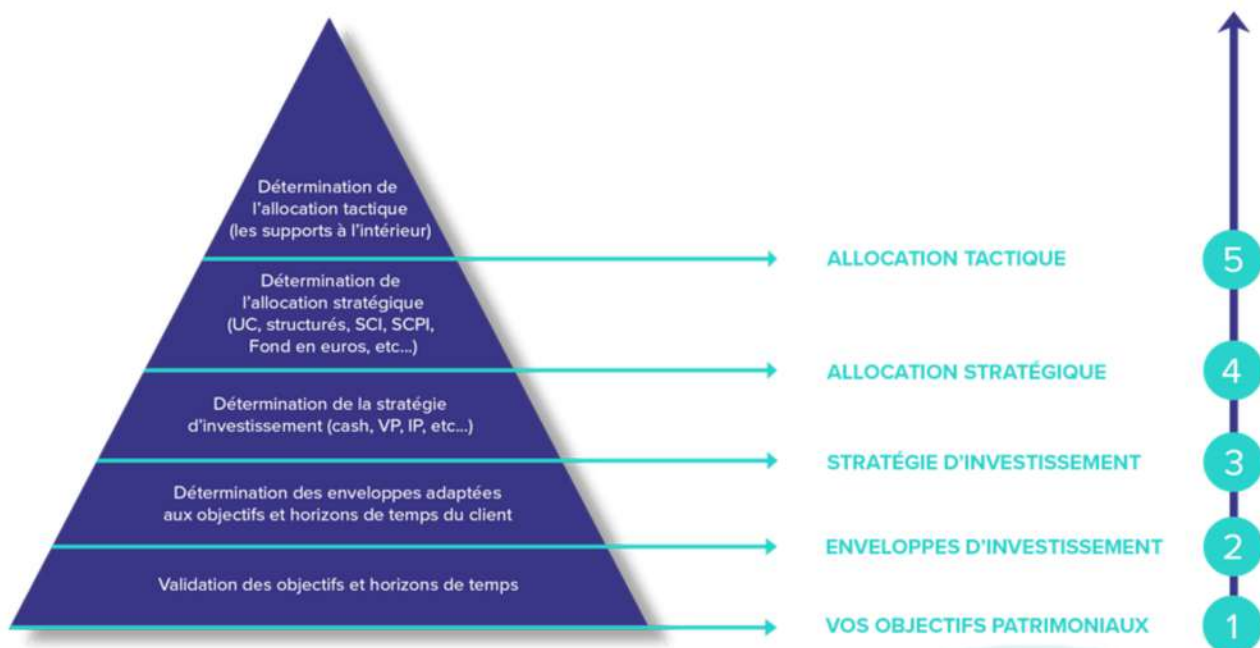 Détermination de
l'allocation tactique
(les supports à l'intérieur)
ALLOCATION TACTIQUE
5
Détermination de
l'allocation stratégique
(UC, structurés, SCI, SCPI,
Fond en euros, etc...)
ALLOCATION STRATÉGIQUE
4
Détermination de la stratégie
d'investissement (cash, VP, IP, etc...)
STRATÉGIE D'INVESTISSEMENT
3
Détermination des enveloppes adaptées
aux objectifs et horizons de temps du client
ENVELOPPES D'INVESTISSEMENT
2
Validation des objectifs et horizons de temps
VOS OBJECTIFS PATRIMONIAUX
1